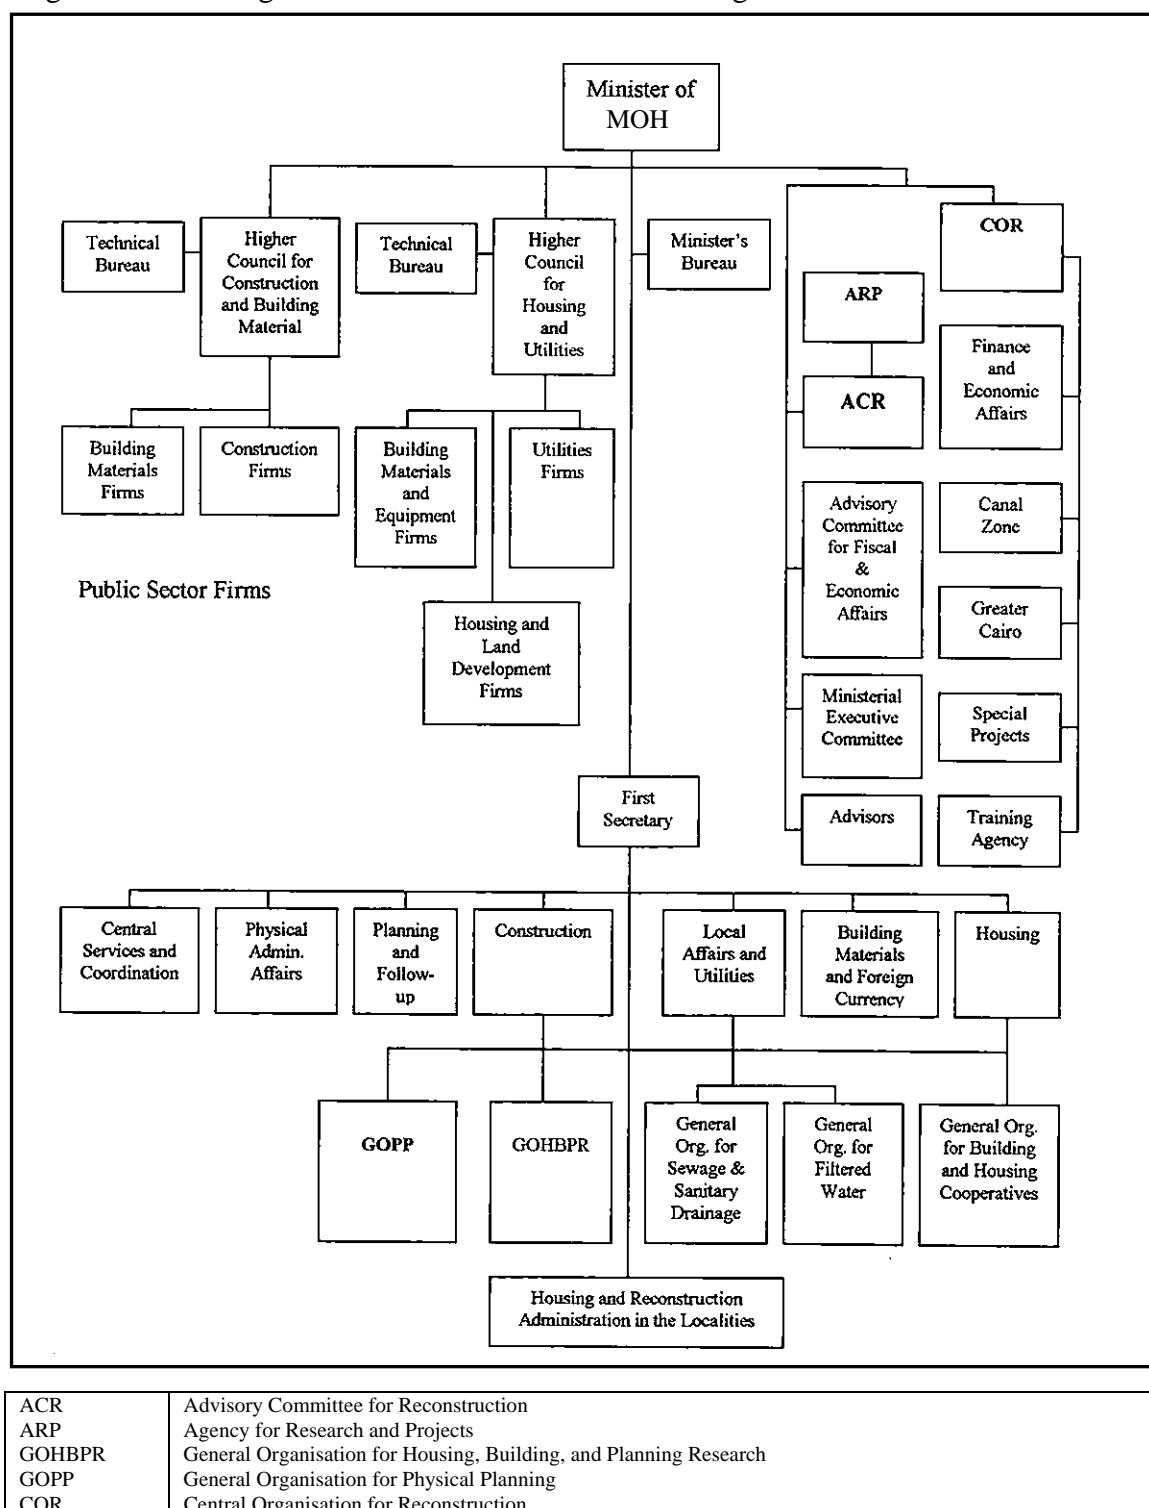 Minister of
MOH
Technical
Bureau
Higher
Council for
Construction
and Building
Material
Technical
Bureau
Higher
Council
for
Housing
and
Utilities
Minister's
Bureau
COR
ARP
ACR
Finance
and
Economic
Affairs
Building
Materials
Firms
Construction
Firms
Building
Materials
and
Equipment
Firms
Utilities
Firms
Advisory
Committee
for Fiscal
&
Economic
Affairs
Canal
Zone
Public Sector Firms
Housing and
Land
Development
Firms
Greater
Cairo
Ministerial
Executive
Committee
Special
Projects
First
Secretary
Advisors
Training
Agency
Central
Services and
Coordination
Physical
Admin.
Affairs
Planning
and
Follow-
up
Construction
Local
Affairs and
Utilities
Building
Materials
and Foreign
Currency
Housing
GOPP
GOHBPR
General
Org. for
Sewage &
Sanitary
Drainage
General
Org. for
Filtered
Water
General Org.
for Building
and Housing
Cooperatives
Housing and Reconstruction
Administration in the Localities
ACR Advisory Committee for Reconstruction
ARP Agency for Research and Projects
GOHBPR General Organisation for Housing, Building, and Planning Research
GOPP General Organisation for Physical Planning
COR Central Organisation for Reconstruction